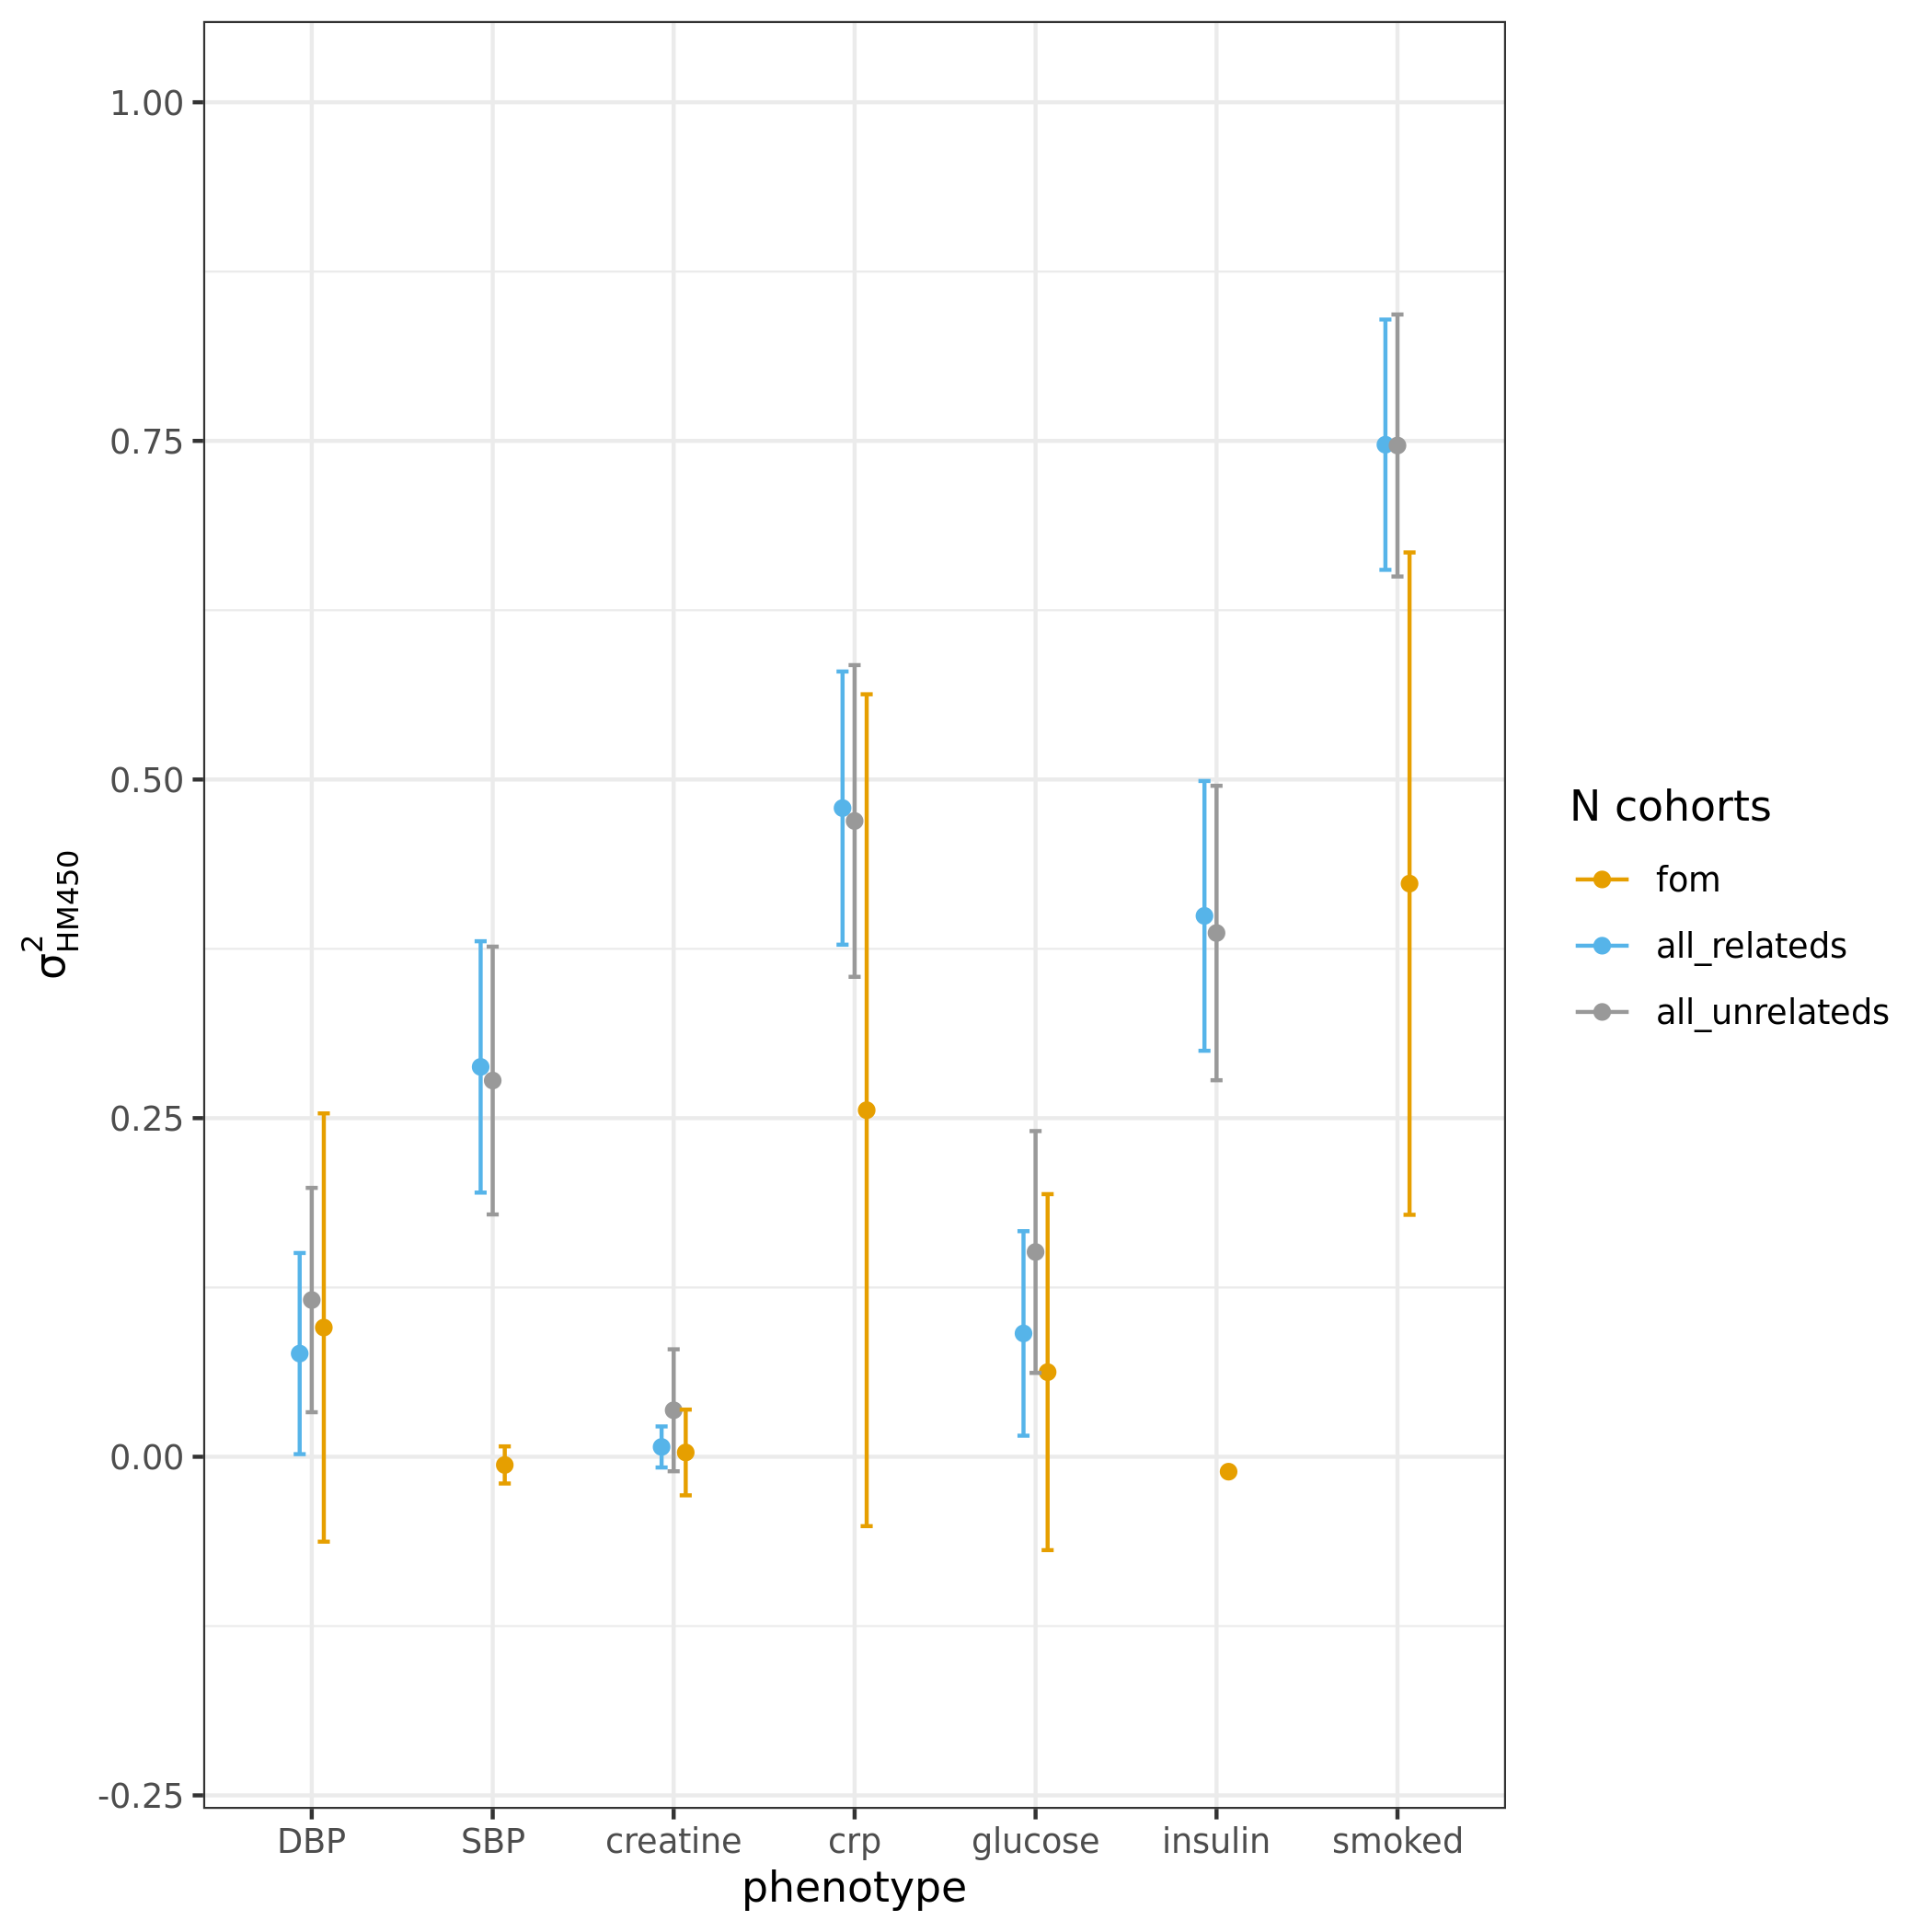 1.00
0.75
0.50
0.25
0.00
-0.25
σ²HM450
DBP SBP creatine crp glucose insulin smoked
phenotype
N cohorts
fom
all_relateds
all_unrelateds